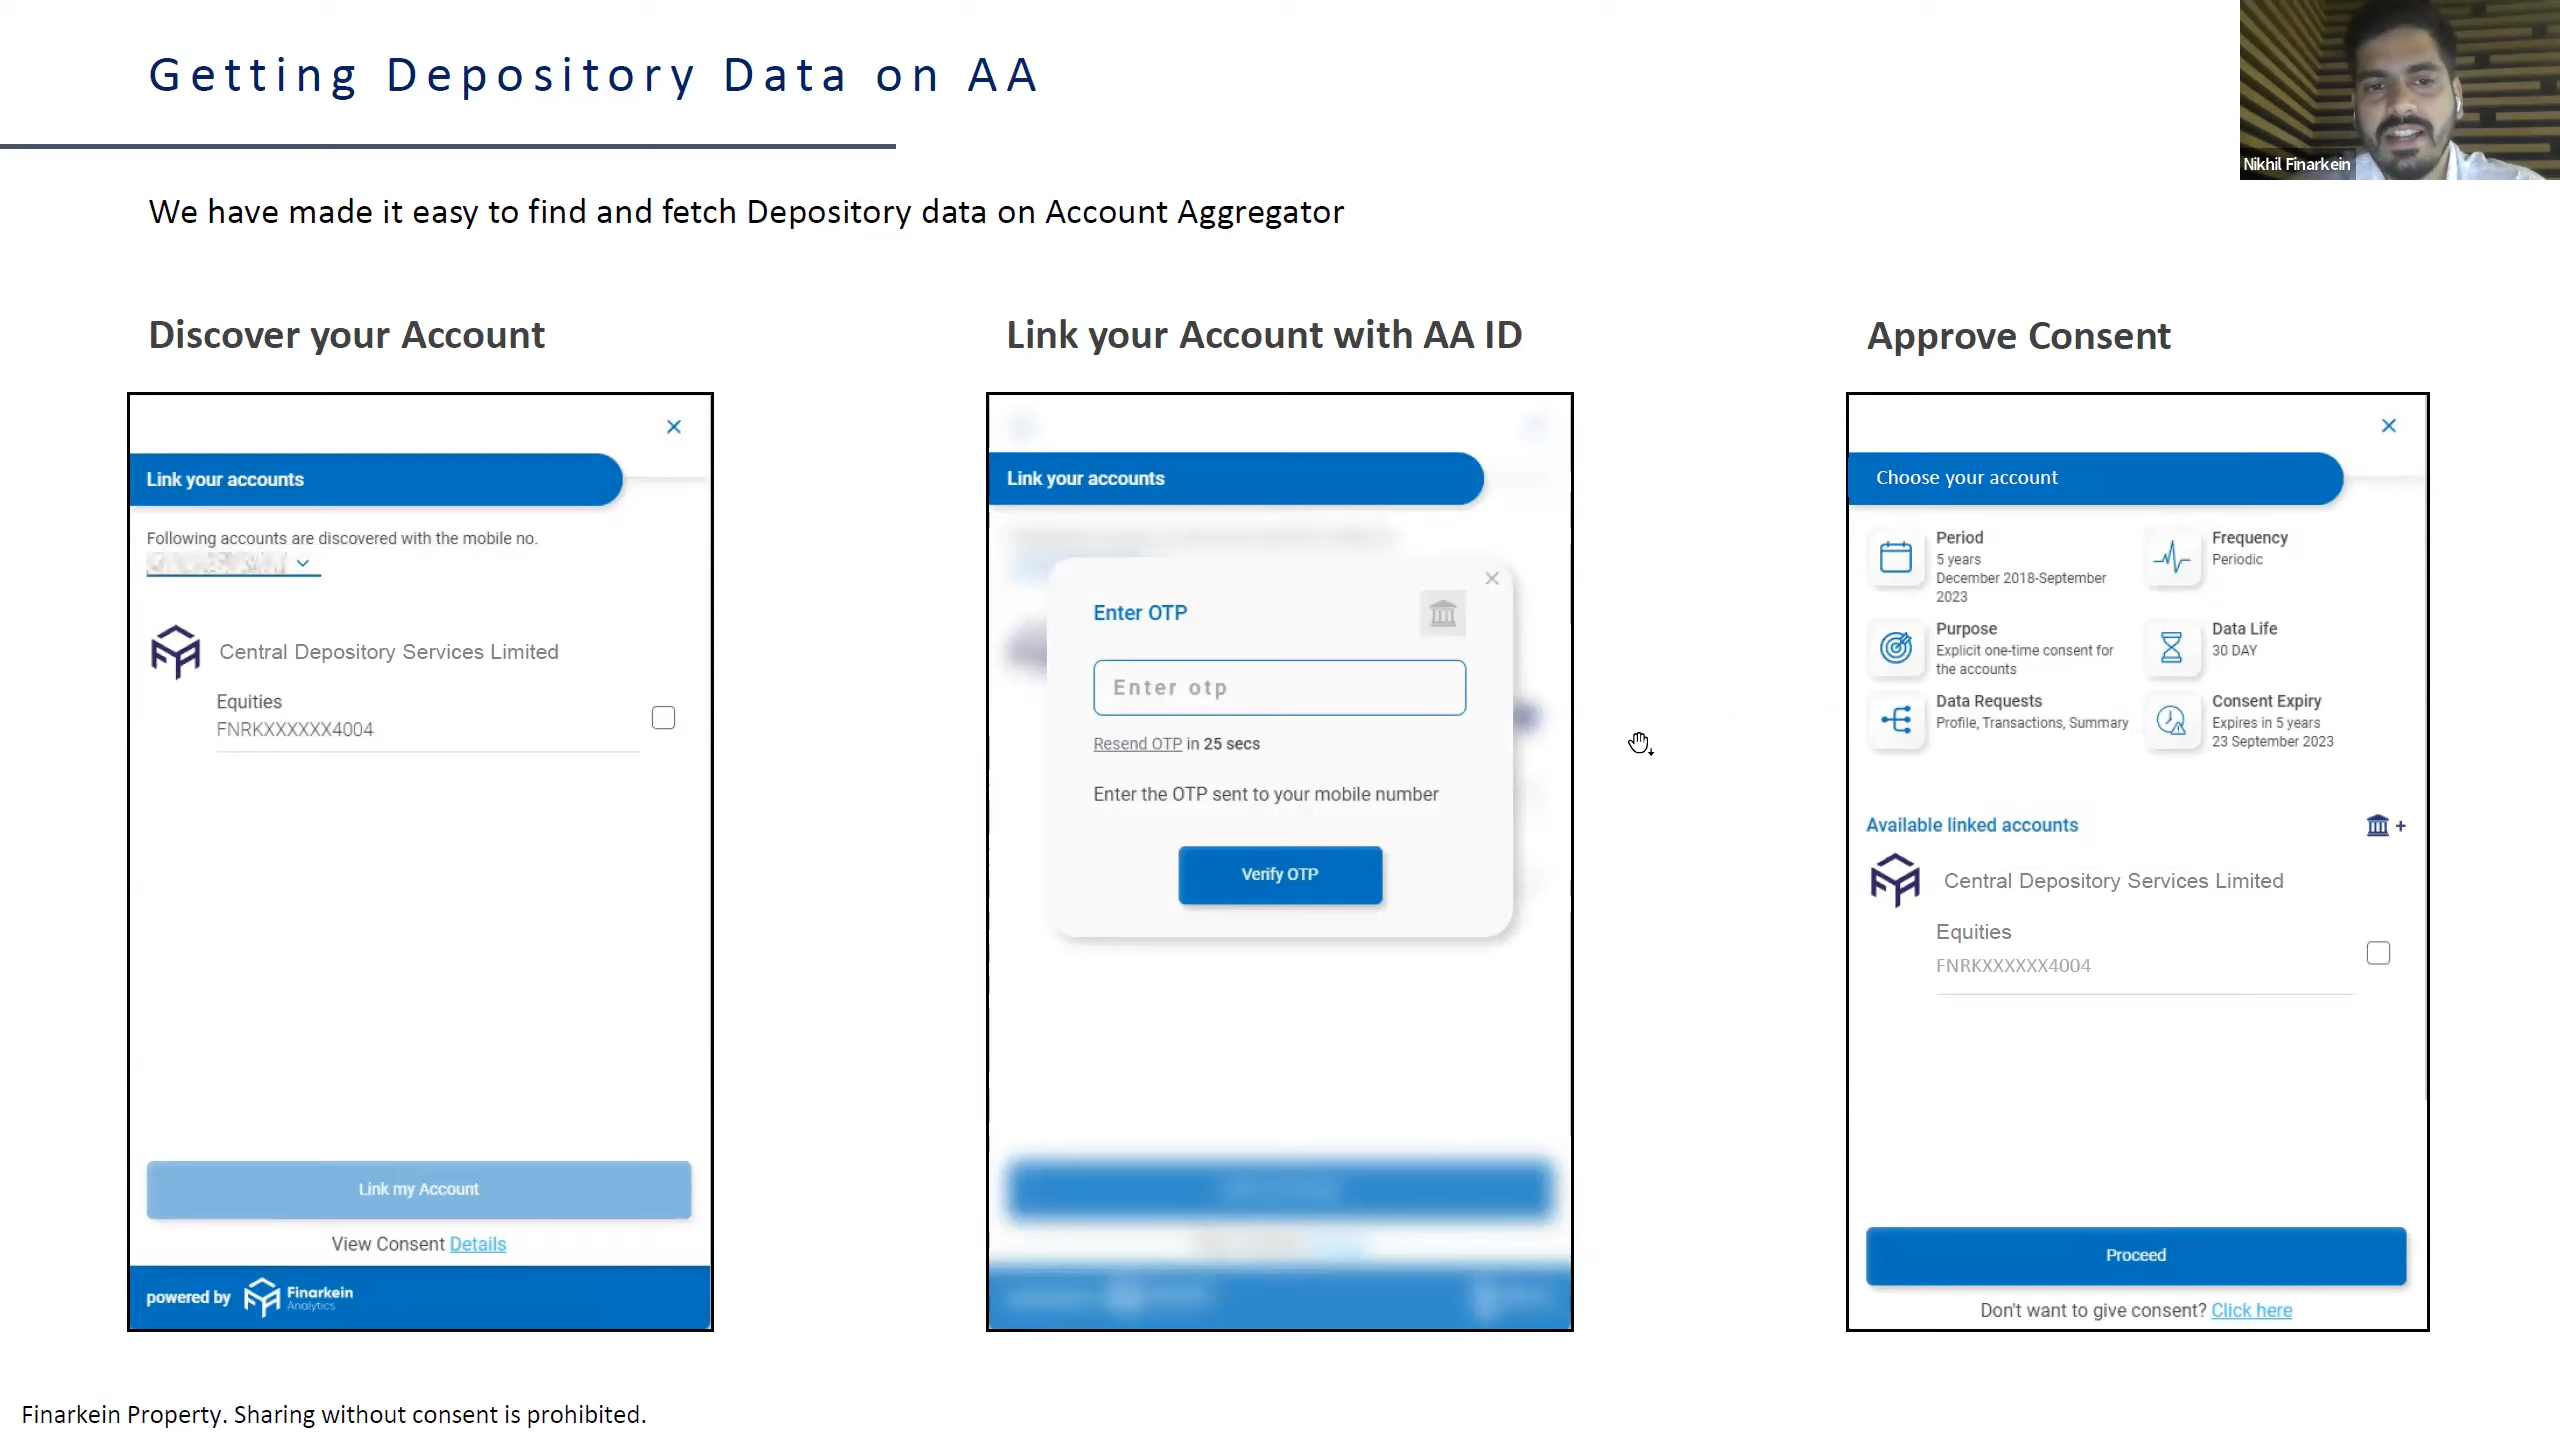 Getting Depository Data on AA
Nikhil Finarkein
We have made it easy to find and fetch Depository data on Account Aggregator
Discover your Account
Link your accounts
Following accounts are discovered with the mobile no.
Central Depository Services Limited
Equities
FNRKXXXXXX4004
Link my Account
View Consent Details
powered by Finarkein
Analytics
Link your Account with AA ID
Link your accounts
Enter OTP
Enter otp
Resend OTP in 25 secs
Enter the OTP sent to your mobile number
Verify OTP
Approve Consent
Choose your account
Period
5 years
December 2018-September
2023
Frequency
Periodic
Purpose
Explicit one-time consent for
the accounts
Data Life
30 DAY
Data Requests
Profile, Transactions, Summary
Consent Expiry
Expires in 5 years
23 September 2023
Available linked accounts
Central Depository Services Limited
Equities
FNRKXXXXXX4004
Proceed
Don't want to give consent? Click here
Finarkein Property. Sharing without consent is prohibited.